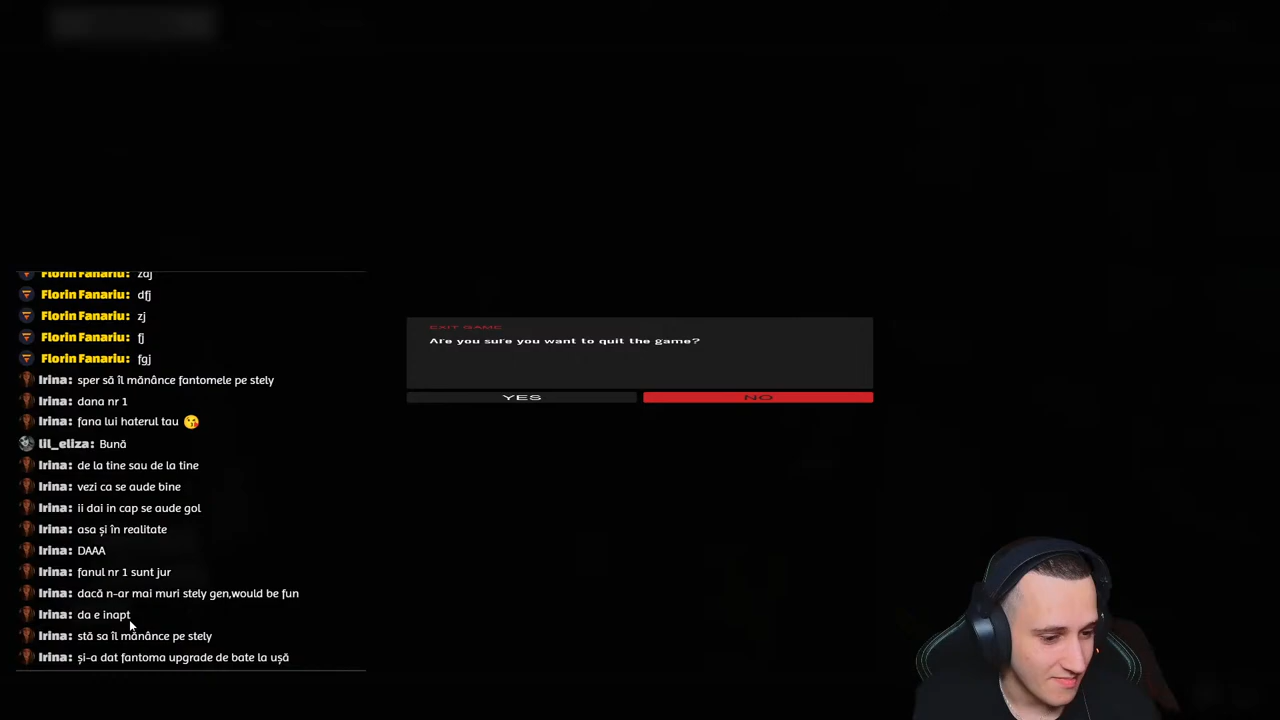 Florin Fanariu: zdj
Florin Fanariu: dfj
Florin Fanariu: zj
Florin Fanariu: fj
Florin Fanariu: fgj
Irina: sper să îl mănânce fantomele pe stely
Irina: dana nr 1
Irina: fana lui haterul tau 😘
lil_eliza: Bună
Irina: de la tine sau de la tine
Irina: vezi ca se aude bine
Irina: ii dai in cap se aude gol
Irina: asa și în realitate
Irina: DAAA
Irina: fanul nr 1 sunt jur
Irina: dacă n-ar mai muri stely gen,would be fun
Irina: da e inapt
Irina: stă sa îl mănânce pe stely
Irina: și-a dat fantoma upgrade de bate la ușă
EXIT GAME
Are you sure you want to quit the game?
YES
NO